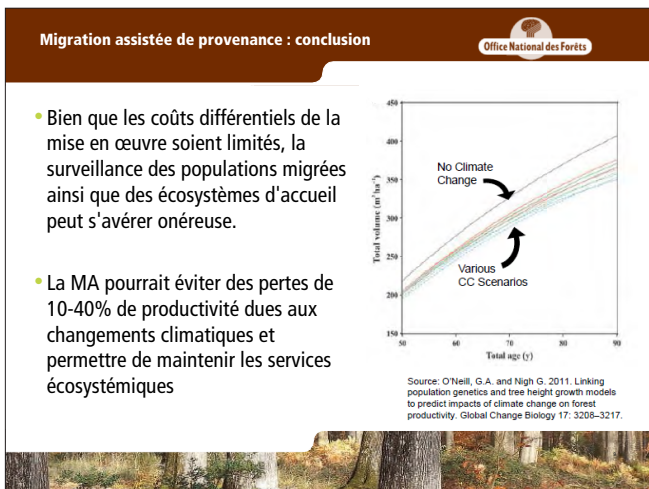 Migration assistée de provenance : conclusion
Office National des Forêts
• Bien que les coûts différentiels de la
mise en œuvre soient limités, la
surveillance des populations migrées
ainsi que des écosystèmes d'accueil
peut s'avérer onéreuse.
• La MA pourrait éviter des pertes de
10-40% de productivité dues aux
changements climatiques et
permettre de maintenir les services
écosystémiques
450
400
350
300
250
200
150
Total volume (m³ ha⁻¹)
No Climate
Change
Various
CC Scenarios
50 60 70 80 90
Total age (y)
Source: O'Neill, G.A. and Nigh G. 2011. Linking
population genetics and tree height growth models
to predict impacts of climate change on forest
productivity. Global Change Biology 17: 3208–3217.